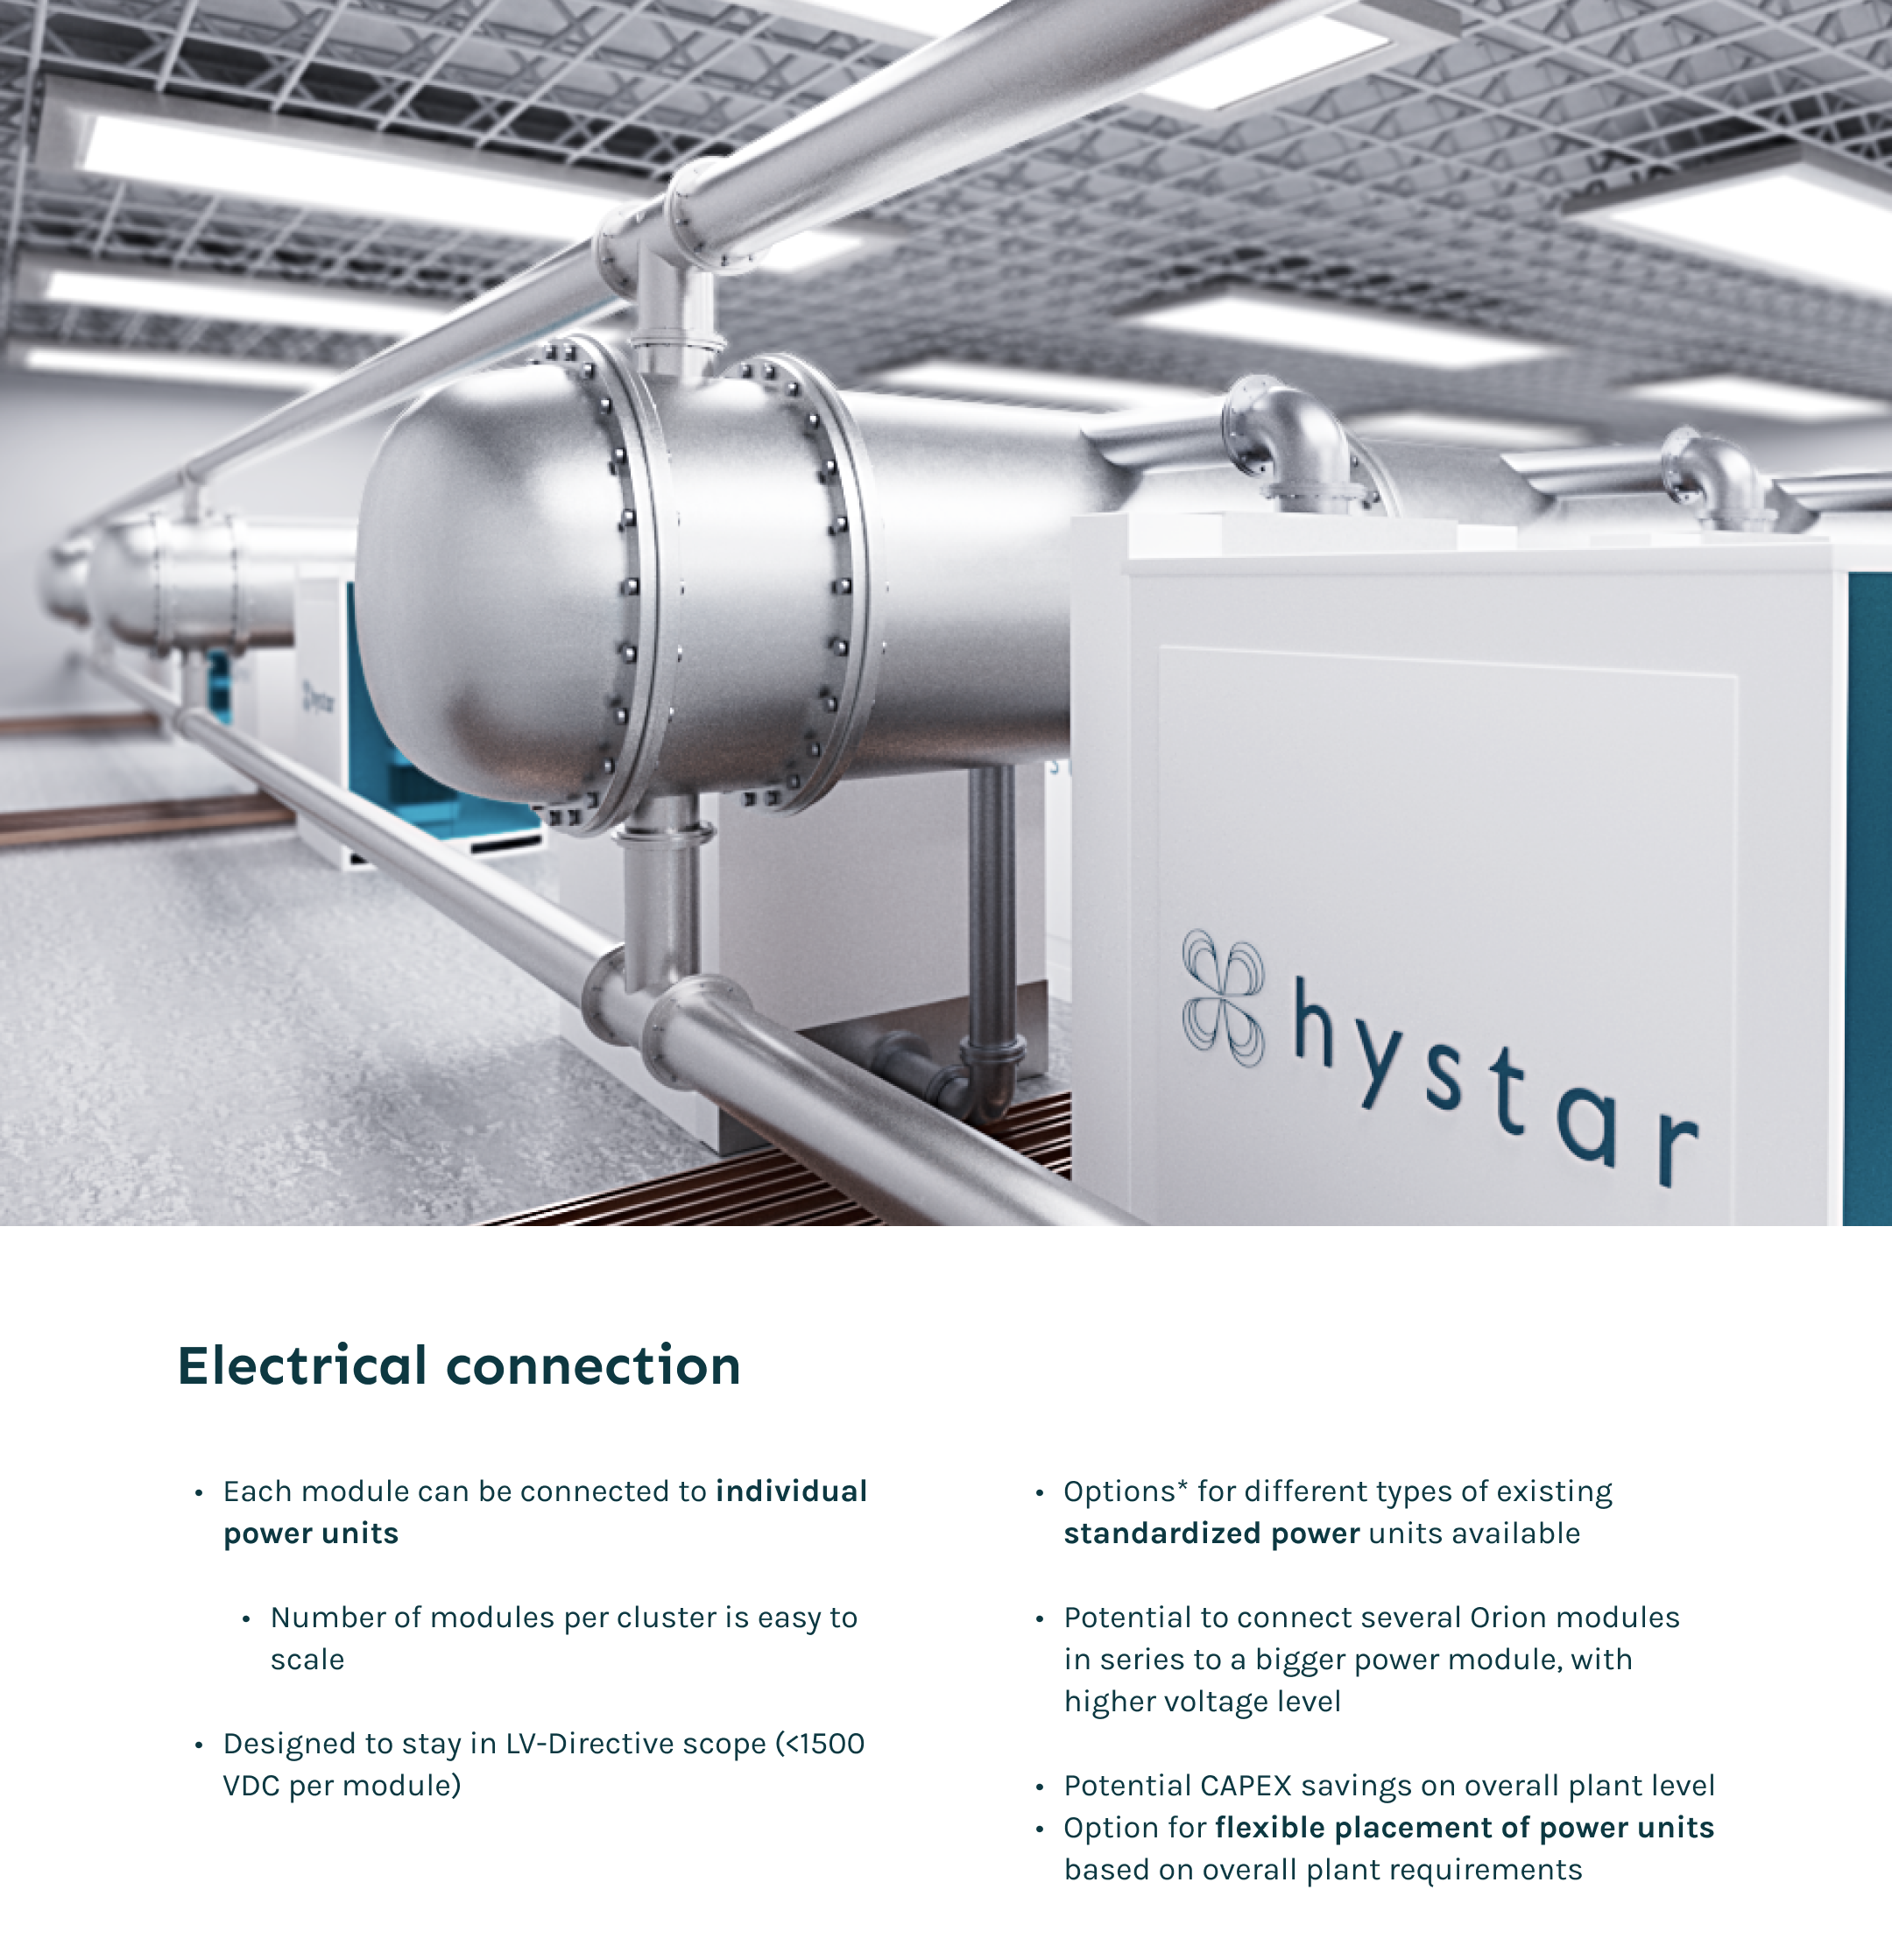 hystar
Electrical connection
• Each module can be connected to individual
power units
• Number of modules per cluster is easy to
scale
• Designed to stay in LV-Directive scope (<1500
VDC per module)
• Options* for different types of existing
standardized power units available
• Potential to connect several Orion modules
in series to a bigger power module, with
higher voltage level
• Potential CAPEX savings on overall plant level
• Option for flexible placement of power units
based on overall plant requirements